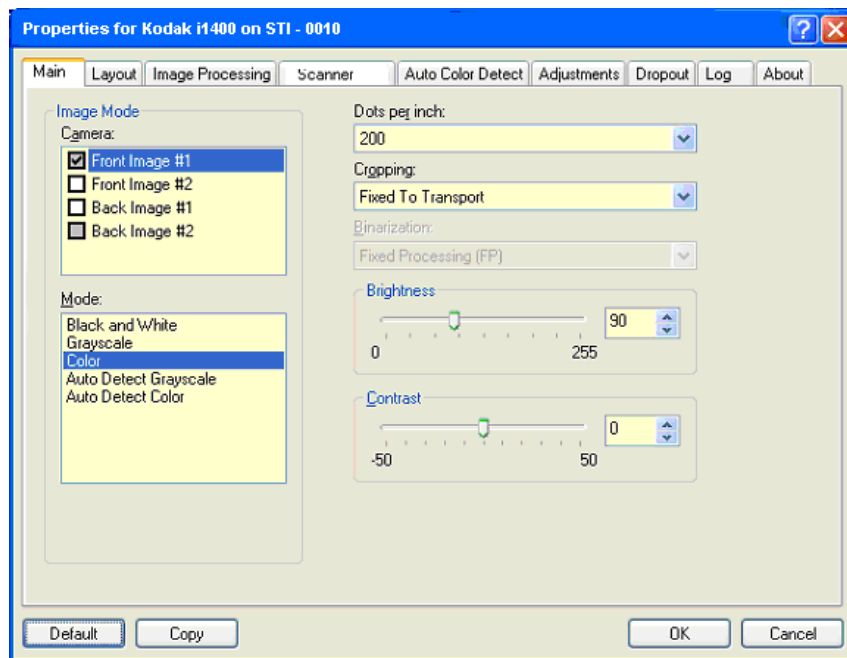 Properties for Kodak i1400 on STI - 0010
Main
Layout
Image Processing
Scanner
Auto Color Detect
Adjustments
Dropout
Log
About
Image Mode
Camera:
Front Image #1
Front Image #2
Back Image #1
Back Image #2
Mode:
Black and White
Grayscale
Color
Auto Detect Grayscale
Auto Detect Color
Dots per inch:
200
Cropping:
Fixed To Transport
Binarization:
Fixed Processing (FP)
Brightness
90
0 255
Contrast
0
-50 50
Default
Copy
OK
Cancel